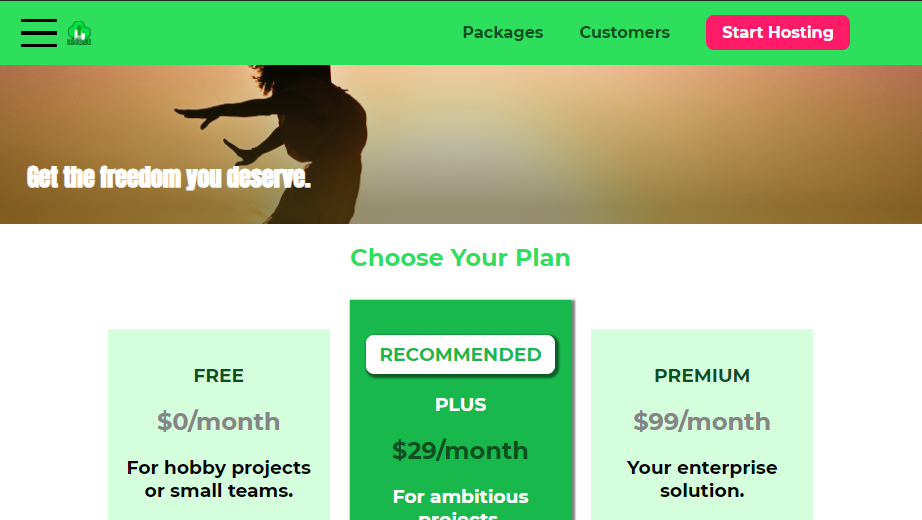 Packages Customers Start Hosting
Get the freedom you deserve.
Choose Your Plan
FREE
$0/month
For hobby projects
or small teams.
RECOMMENDED
PLUS
$29/month
For ambitious
projects.
PREMIUM
$99/month
Your enterprise
solution.